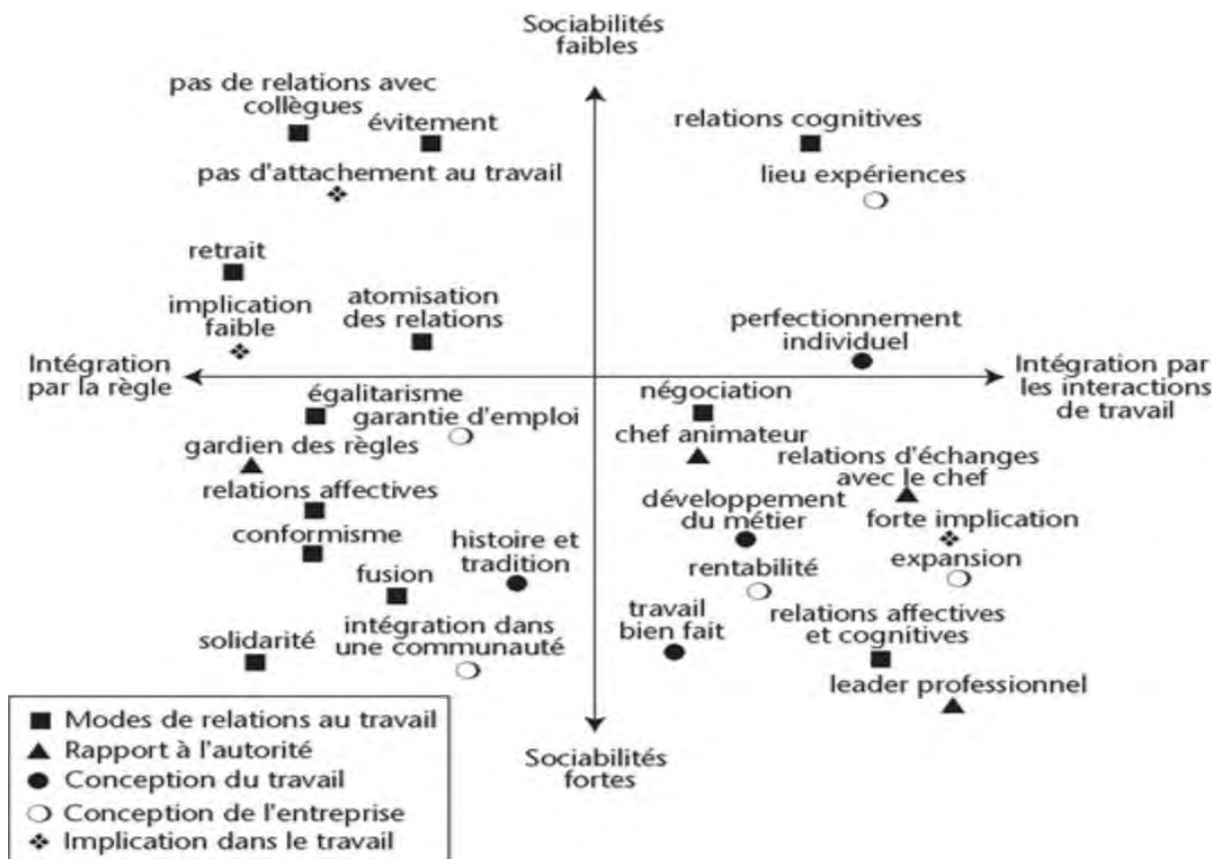 Sociabilités
faibles
pas de relations avec
collègues
évitement
relations cognitives
pas d'attachement au travail
lieu expériences
retrait
implication
faible
atomisation
des relations
perfectionnement
individuel
Intégration
par la règle
Intégration par
les interactions
de travail
égalitarisme
garantie d'emploi
négociation
gardien des règles
chef animateur
relations d'échanges
avec le chef
relations affectives
développement
du métier
forte implication
conformisme
histoire et
tradition
expansion
rentabilité
fusion
travail
bien fait
relations affectives
et cognitives
solidarité
intégration dans
une communauté
leader professionnel
Modes de relations au travail
Rapport à l'autorité
Conception du travail
Conception de l'entreprise
Implication dans le travail
Sociabilités
fortes